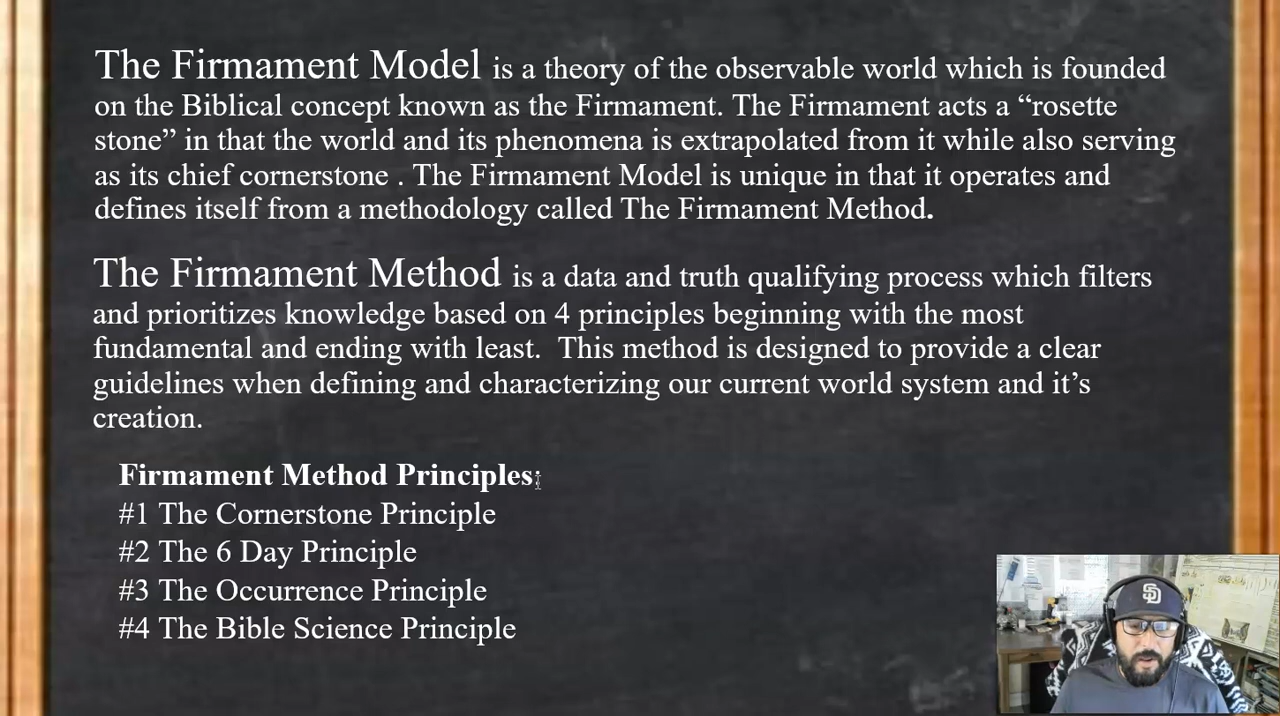 The Firmament Model is a theory of the observable world which is founded
on the Biblical concept known as the Firmament. The Firmament acts a “rosette
stone” in that the world and its phenomena is extrapolated from it while also serving
as its chief cornerstone . The Firmament Model is unique in that it operates and
defines itself from a methodology called The Firmament Method.
The Firmament Method is a data and truth qualifying process which filters
and prioritizes knowledge based on 4 principles beginning with the most
fundamental and ending with least.  This method is designed to provide a clear
guidelines when defining and characterizing our current world system and it’s
creation.
Firmament Method Principles:
#1 The Cornerstone Principle
#2 The 6 Day Principle
#3 The Occurrence Principle
#4 The Bible Science Principle
SD